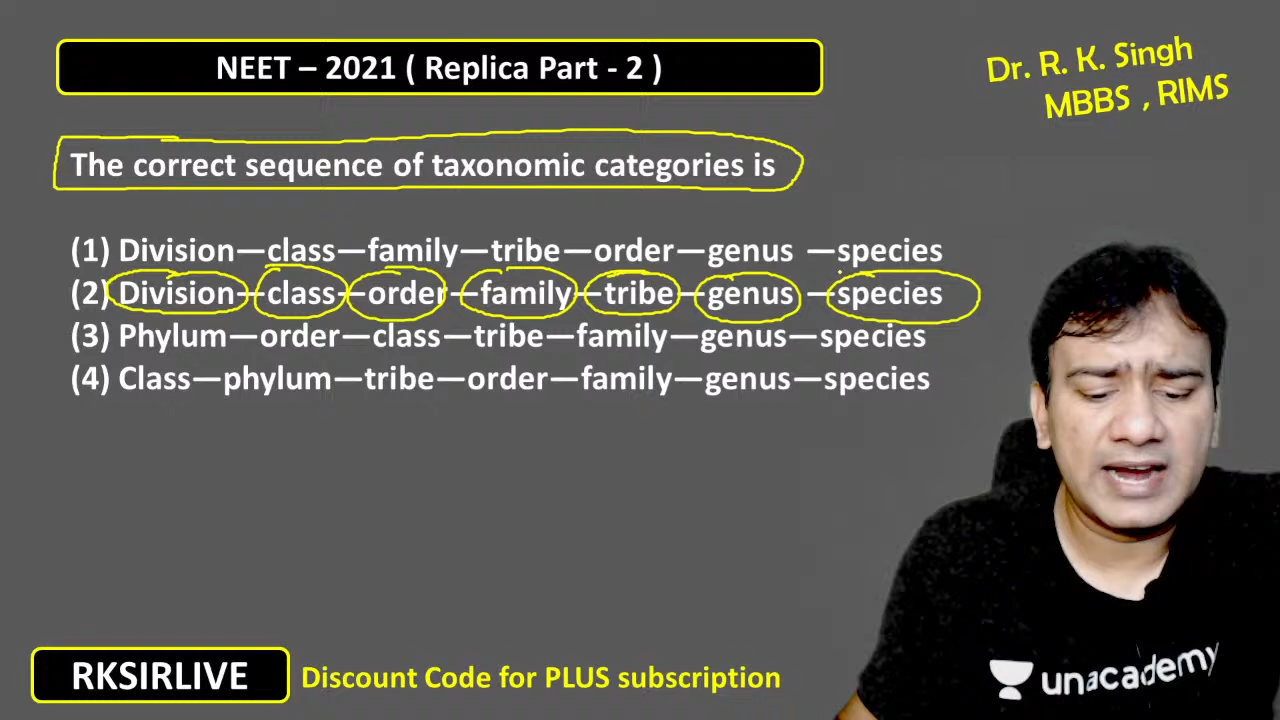 NEET – 2021 ( Replica Part - 2 )
Dr. R. K. Singh
MBBS , RIMS
The correct sequence of taxonomic categories is
(1) Division—class—family—tribe—order—genus —species
(2) Division—class—order—family—tribe—genus —species
(3) Phylum—order—class—tribe—family—genus—species
(4) Class—phylum—tribe—order—family—genus—species
unacademy
RKSIRLIVE
Discount Code for PLUS subscription